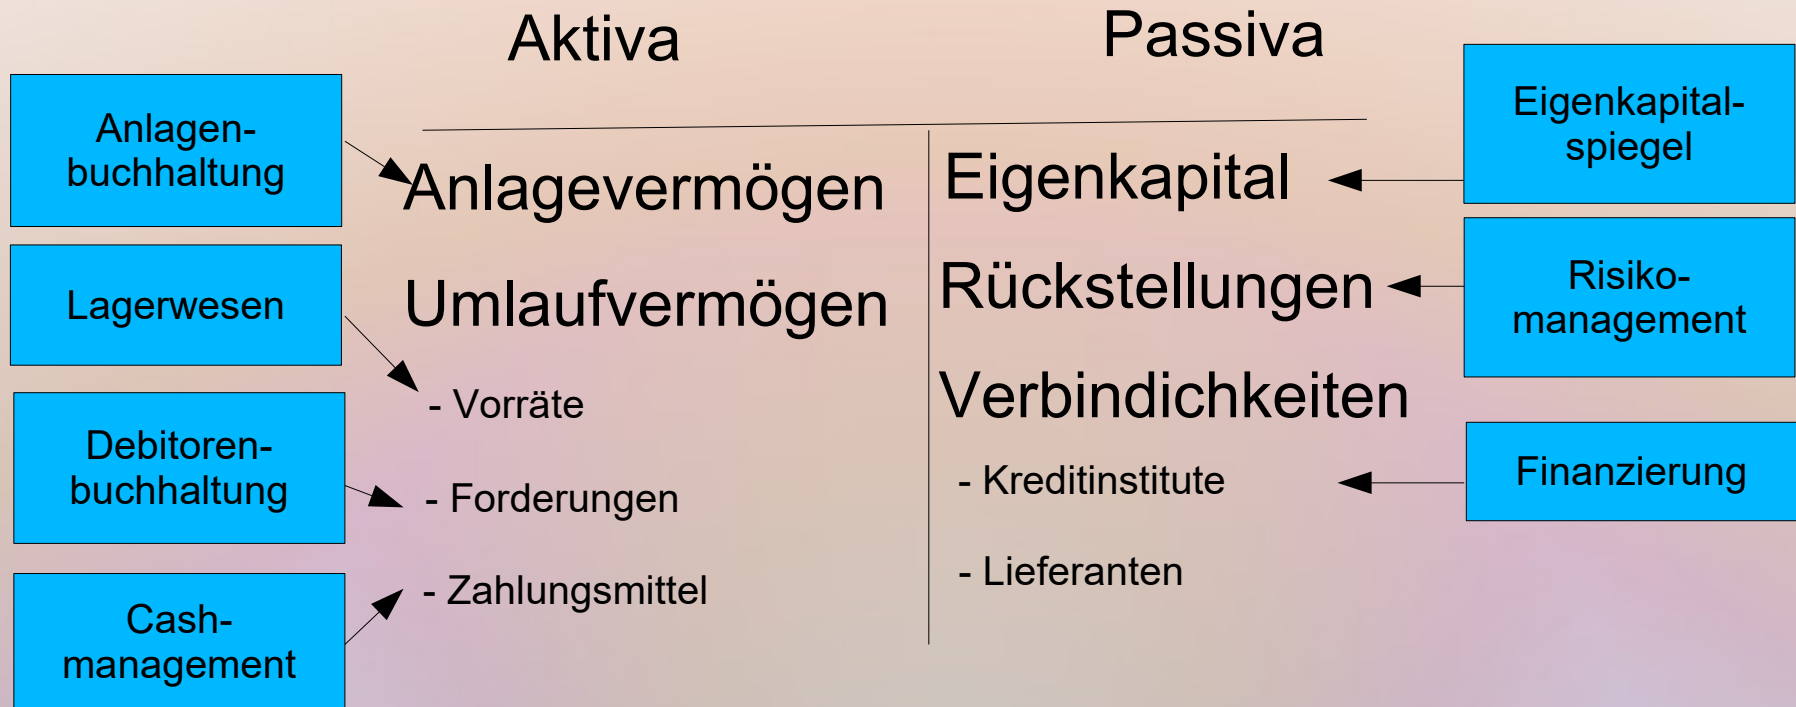 Aktiva
Passiva
Anlagen-
buchhaltung
Lagerwesen
Debitoren-
buchhaltung
Cash-
management
Anlagevermögen
Umlaufvermögen
- Vorräte
- Forderungen
- Zahlungsmittel
Eigenkapital
Rückstellungen
Verbindichkeiten
- Kreditinstitute
- Lieferanten
Eigenkapital-
spiegel
Risiko-
management
Finanzierung